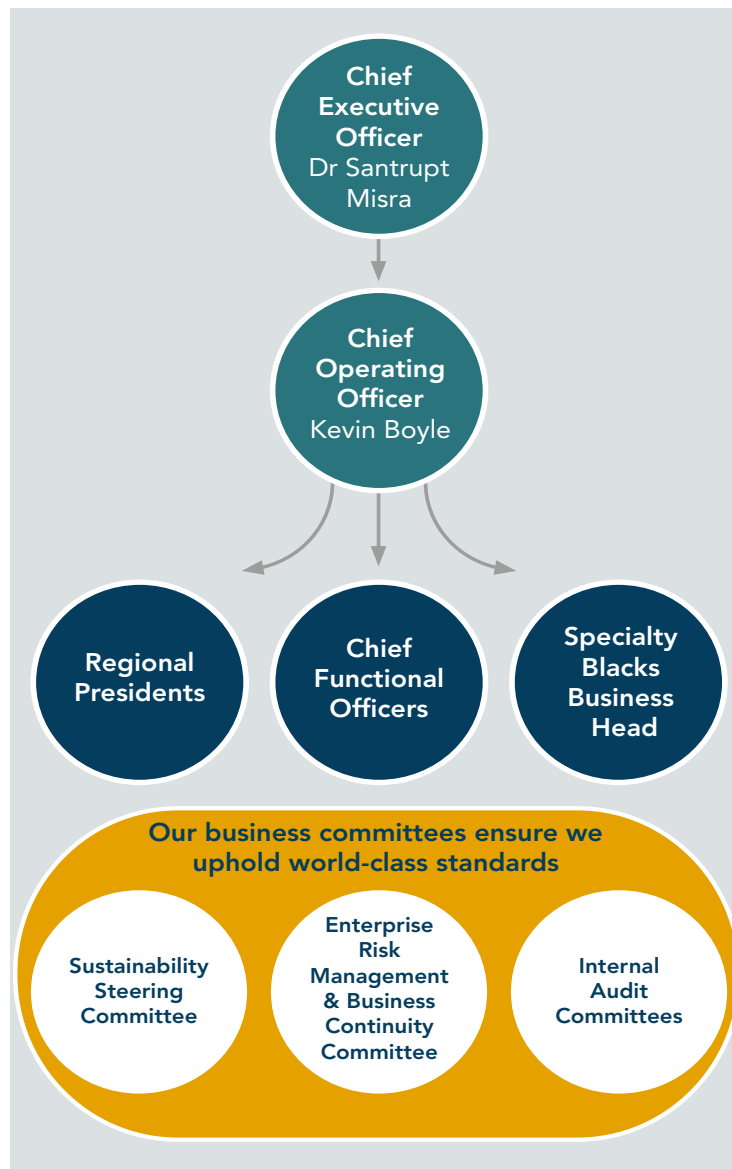 Chief
Executive
Officer
Dr Santrupt
Misra
Chief
Operating
Officer
Kevin Boyle
Regional
Presidents
Chief
Functional
Officers
Specialty
Blacks
Business
Head
Our business committees ensure we
uphold world-class standards
Sustainability
Steering
Committee
Enterprise
Risk
Management
& Business
Continuity
Committee
Internal
Audit
Committees